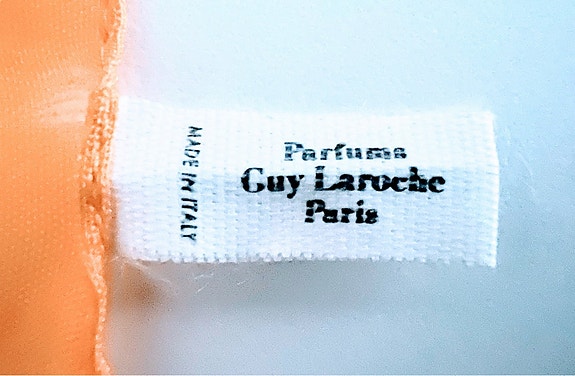 MADE IN ITALY
Parfums
Guy Laroche
Paris